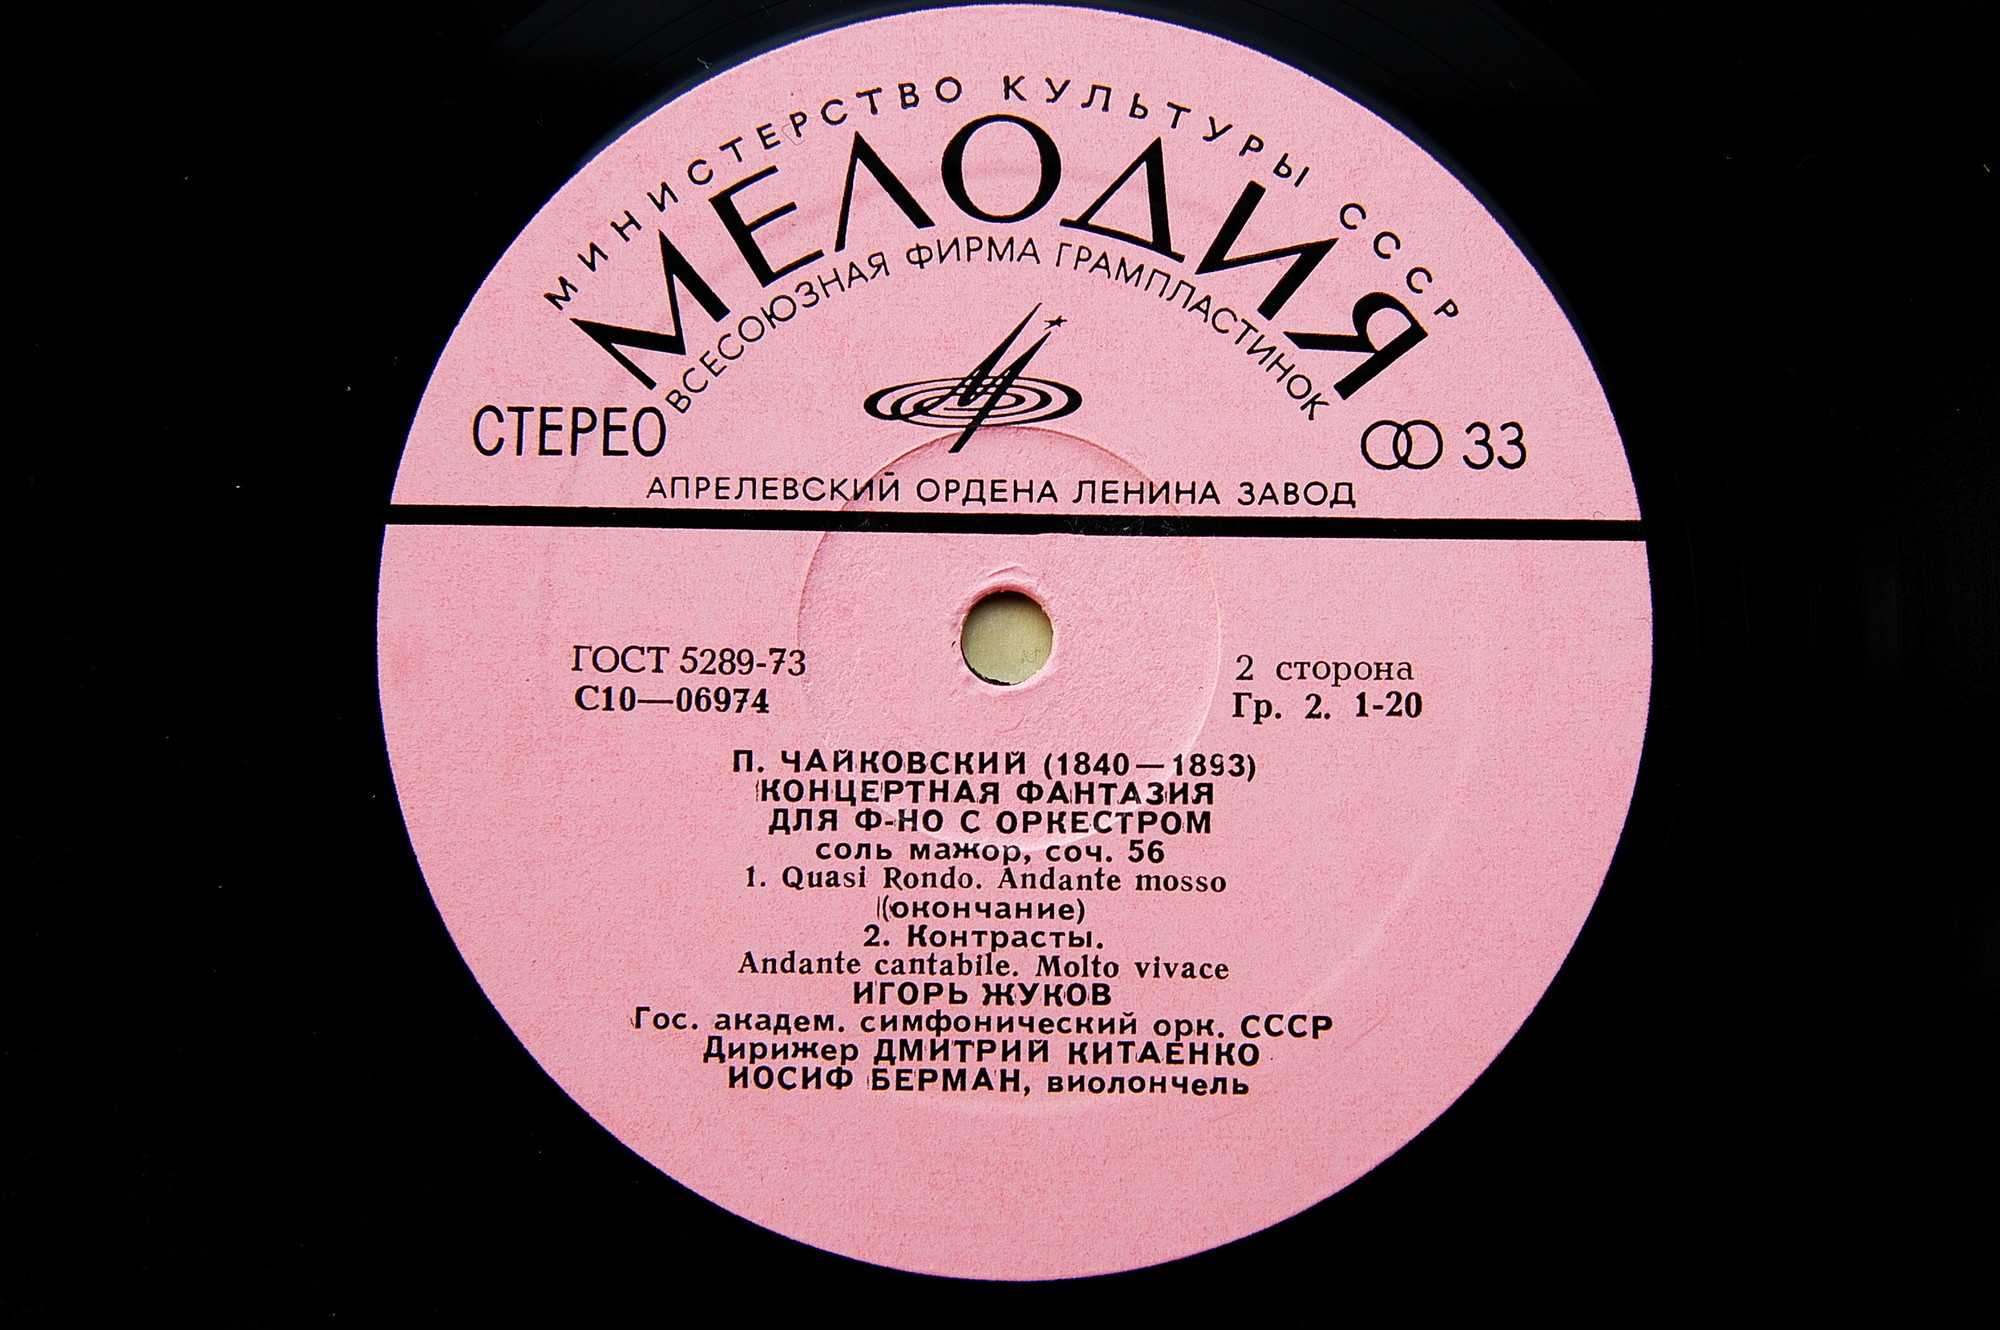 МИНИСТЕРСТВО КУЛЬТУРЫ СССР
МЕЛОДИЯ
ВСЕСОЮЗНАЯ ФИРМА ГРАМПЛАСТИНОК
СТЕРЕО
33
АПРЕЛЕВСКИЙ ОРДЕНА ЛЕНИНА ЗАВОД
ГОСТ 5289-73
2 сторона
С10—06974
Гр. 2. 1-20
П. ЧАЙКОВСКИЙ (1840—1893)
КОНЦЕРТНАЯ ФАНТАЗИЯ
ДЛЯ Ф-НО С ОРКЕСТРОМ
соль мажор, соч. 56
1. Quasi Rondo. Andante mosso
(окончание)
2. Контрасты.
Andante cantabile. Molto vivace
ИГОРЬ ЖУКОВ
Гос. академ. симфонический орк. СССР
Дирижер ДМИТРИЙ КИТАЕНКО
ИОСИФ БЕРМАН, виолончель